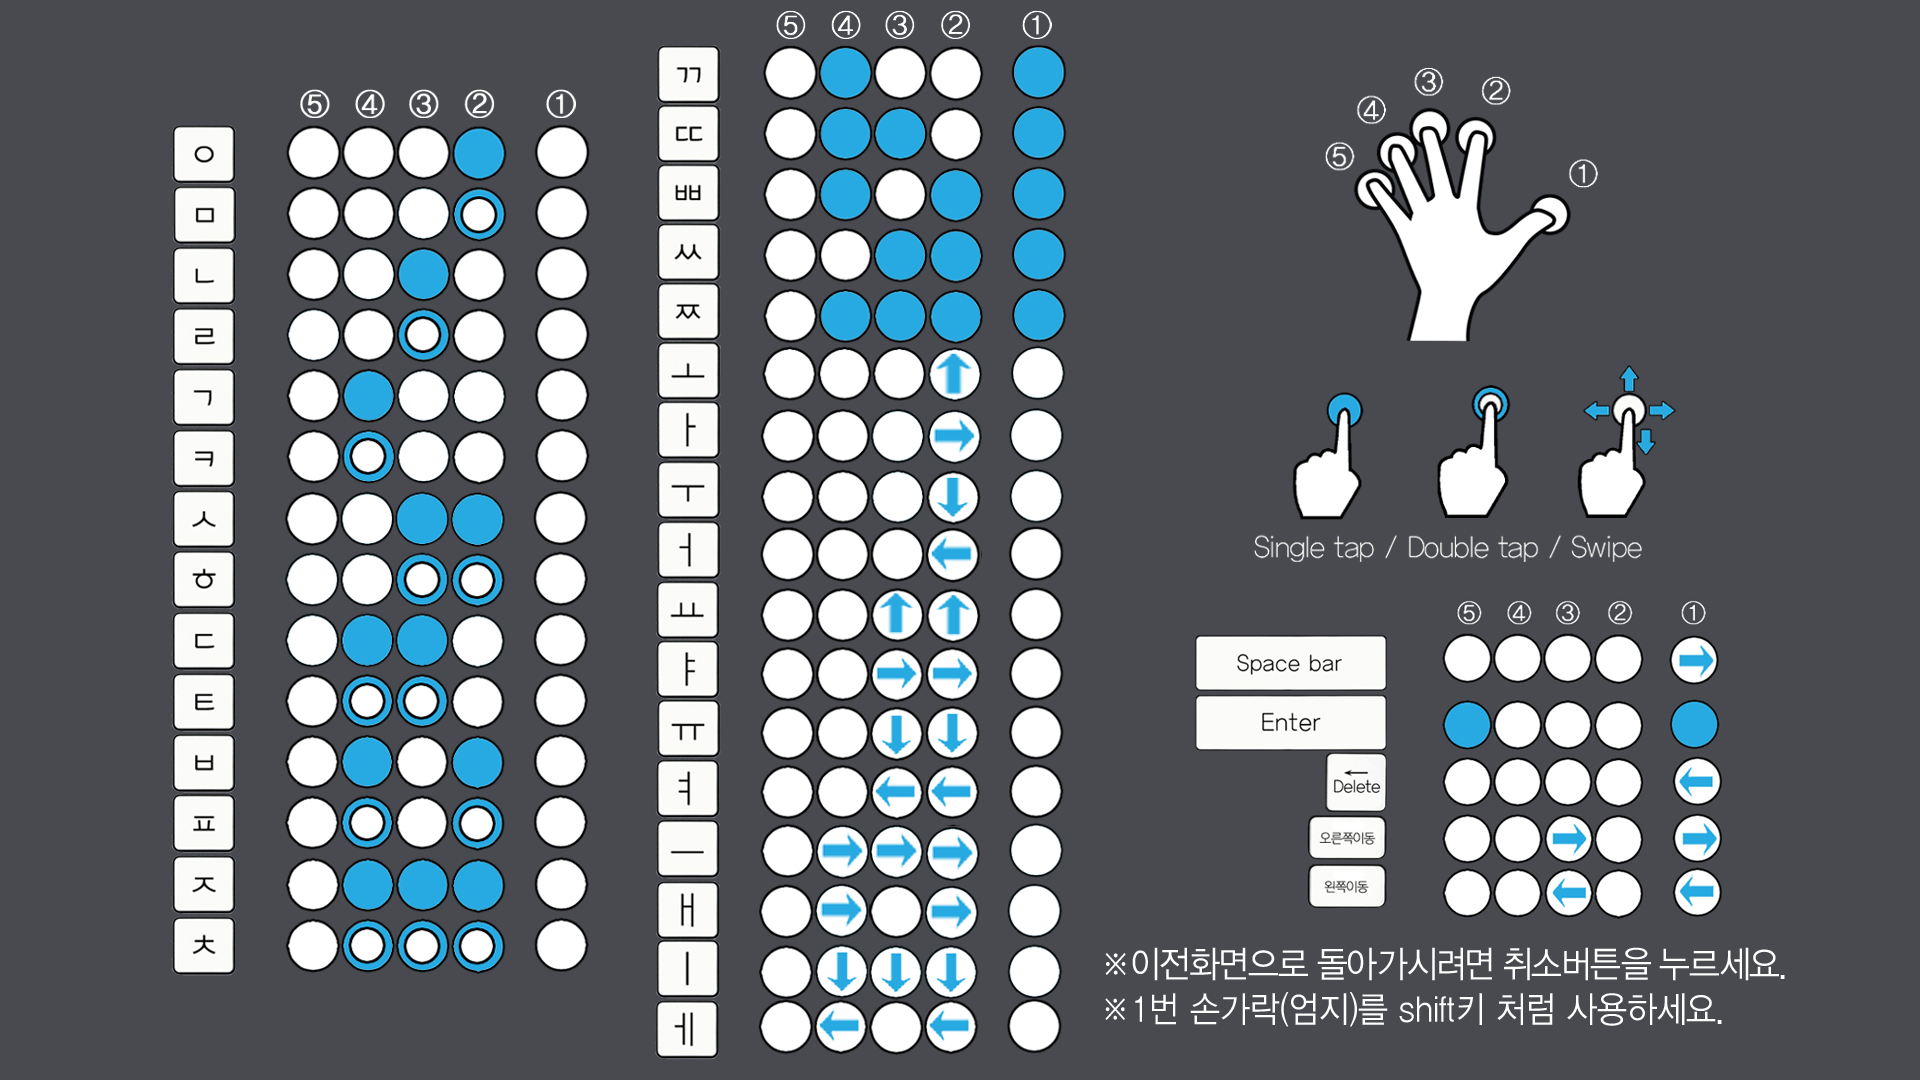 ⑤ ④ ③ ② ①
ㅇ
ㅁ
ㄴ
ㄹ
ㄱ
ㅋ
ㅅ
ㅎ
ㄷ
ㅌ
ㅂ
ㅍ
ㅈ
ㅊ
⑤ ④ ③ ② ①
ㄲ
ㄸ
ㅃ
ㅆ
ㅉ
ㅗ
ㅏ
ㅜ
ㅓ
ㅛ
ㅑ
ㅠ
ㅕ
ㅡ
ㅐ
ㅣ
ㅔ
⑤ ④ ③ ② ①
Single tap / Double tap / Swipe
⑤ ④ ③ ② ①
Space bar
Enter
Delete
오른쪽이동
왼쪽이동
※이전화면으로 돌아가시려면 취소버튼을 누르세요.
※1번 손가락(엄지)를 shift키 처럼 사용하세요.